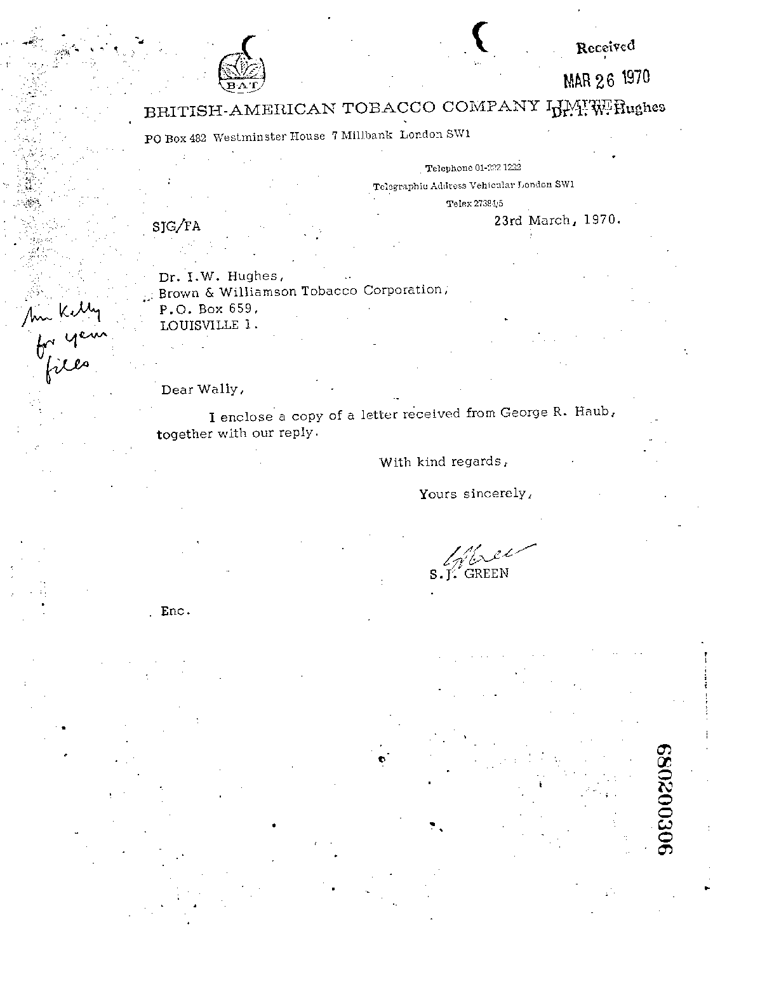 Received
MAR 26 1970
Dr. I. W. Hughes
BAT
BRITISH-AMERICAN TOBACCO COMPANY LIMITED
PO Box 482 Westminster House 7 Millbank London SW1
Telephone 01-222 1222
Telegraphic Address Vehicular London SW1
Telex 27384/5
SJG/FA
23rd March, 1970.
Dr. I.W. Hughes,
Brown & Williamson Tobacco Corporation,
P.O. Box 659,
LOUISVILLE 1.
Kelly
for your
files
Dear Wally,
I enclose a copy of a letter received from George R. Haub,
together with our reply.
With kind regards,
Yours sincerely,
S.J. GREEN
Enc.
680200306